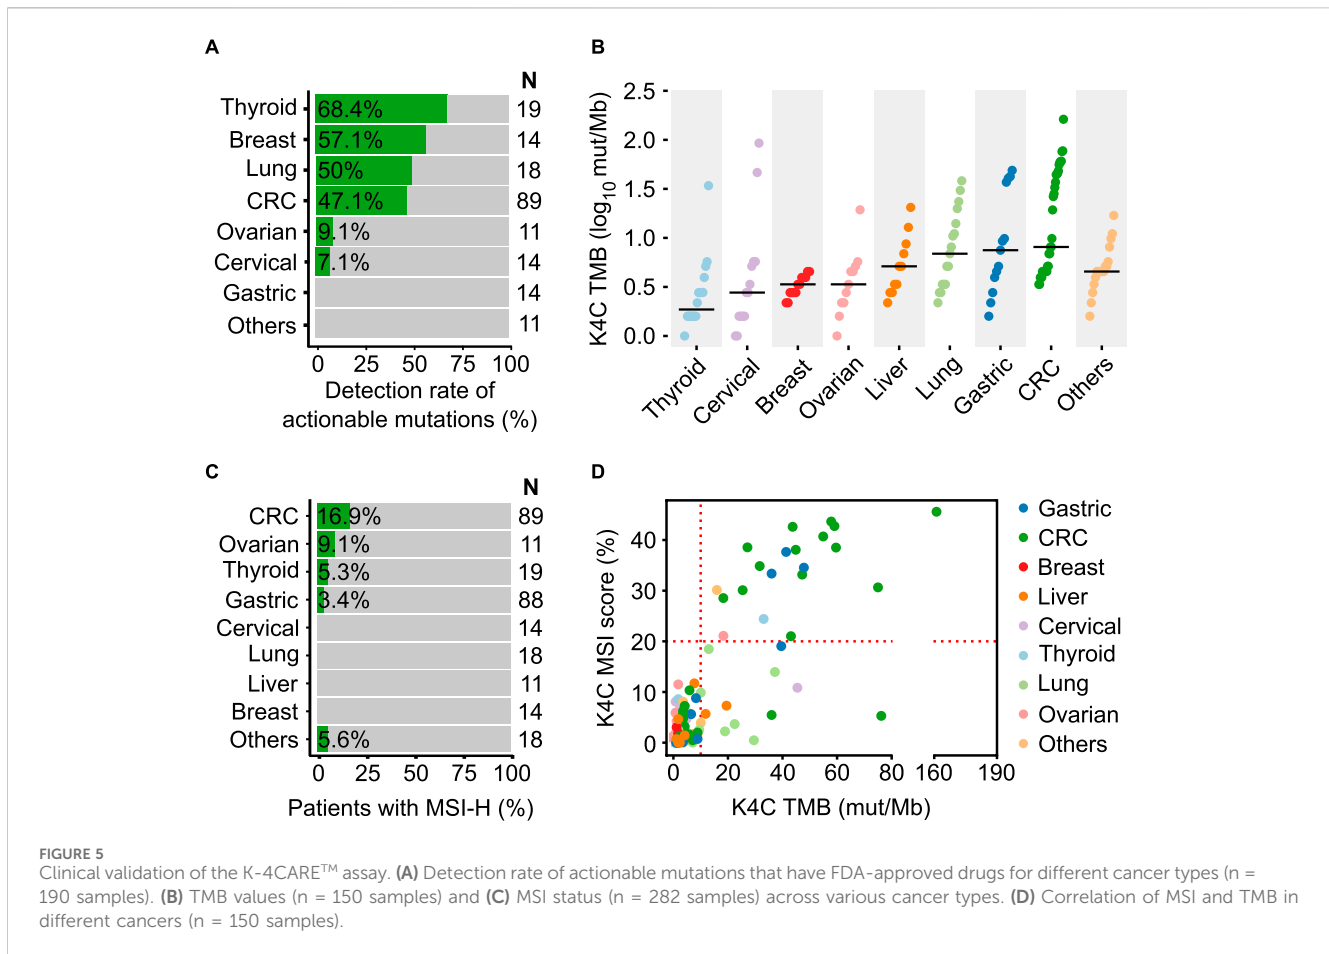 A
N
Thyroid 68.4% 19
Breast 57.1% 14
Lung 50% 18
CRC 47.1% 89
Ovarian 9.1% 11
Cervical 7.1% 14
Gastric 14
Others 11
0 25 50 75 100
Detection rate of
actionable mutations (%)
B
K4C TMB (log10 mut/Mb)
2.5
2.0
1.5
1.0
0.5
0.0
Thyroid Cervical Breast Ovarian Liver Lung Gastric CRC Others
C
N
CRC 16.9% 89
Ovarian 9.1% 11
Thyroid 5.3% 19
Gastric 3.4% 88
Cervical 14
Lung 18
Liver 11
Breast 14
Others 5.6% 18
0 25 50 75 100
Patients with MSI-H (%)
D
K4C MSI score (%)
40
30
20
10
0
0 20 40 60 80 160 190
K4C TMB (mut/Mb)
Gastric
CRC
Breast
Liver
Cervical
Thyroid
Lung
Ovarian
Others
FIGURE 5
Clinical validation of the K-4CARE™ assay. (A) Detection rate of actionable mutations that have FDA-approved drugs for different cancer types (n =
190 samples). (B) TMB values (n = 150 samples) and (C) MSI status (n = 282 samples) across various cancer types. (D) Correlation of MSI and TMB in
different cancers (n = 150 samples).